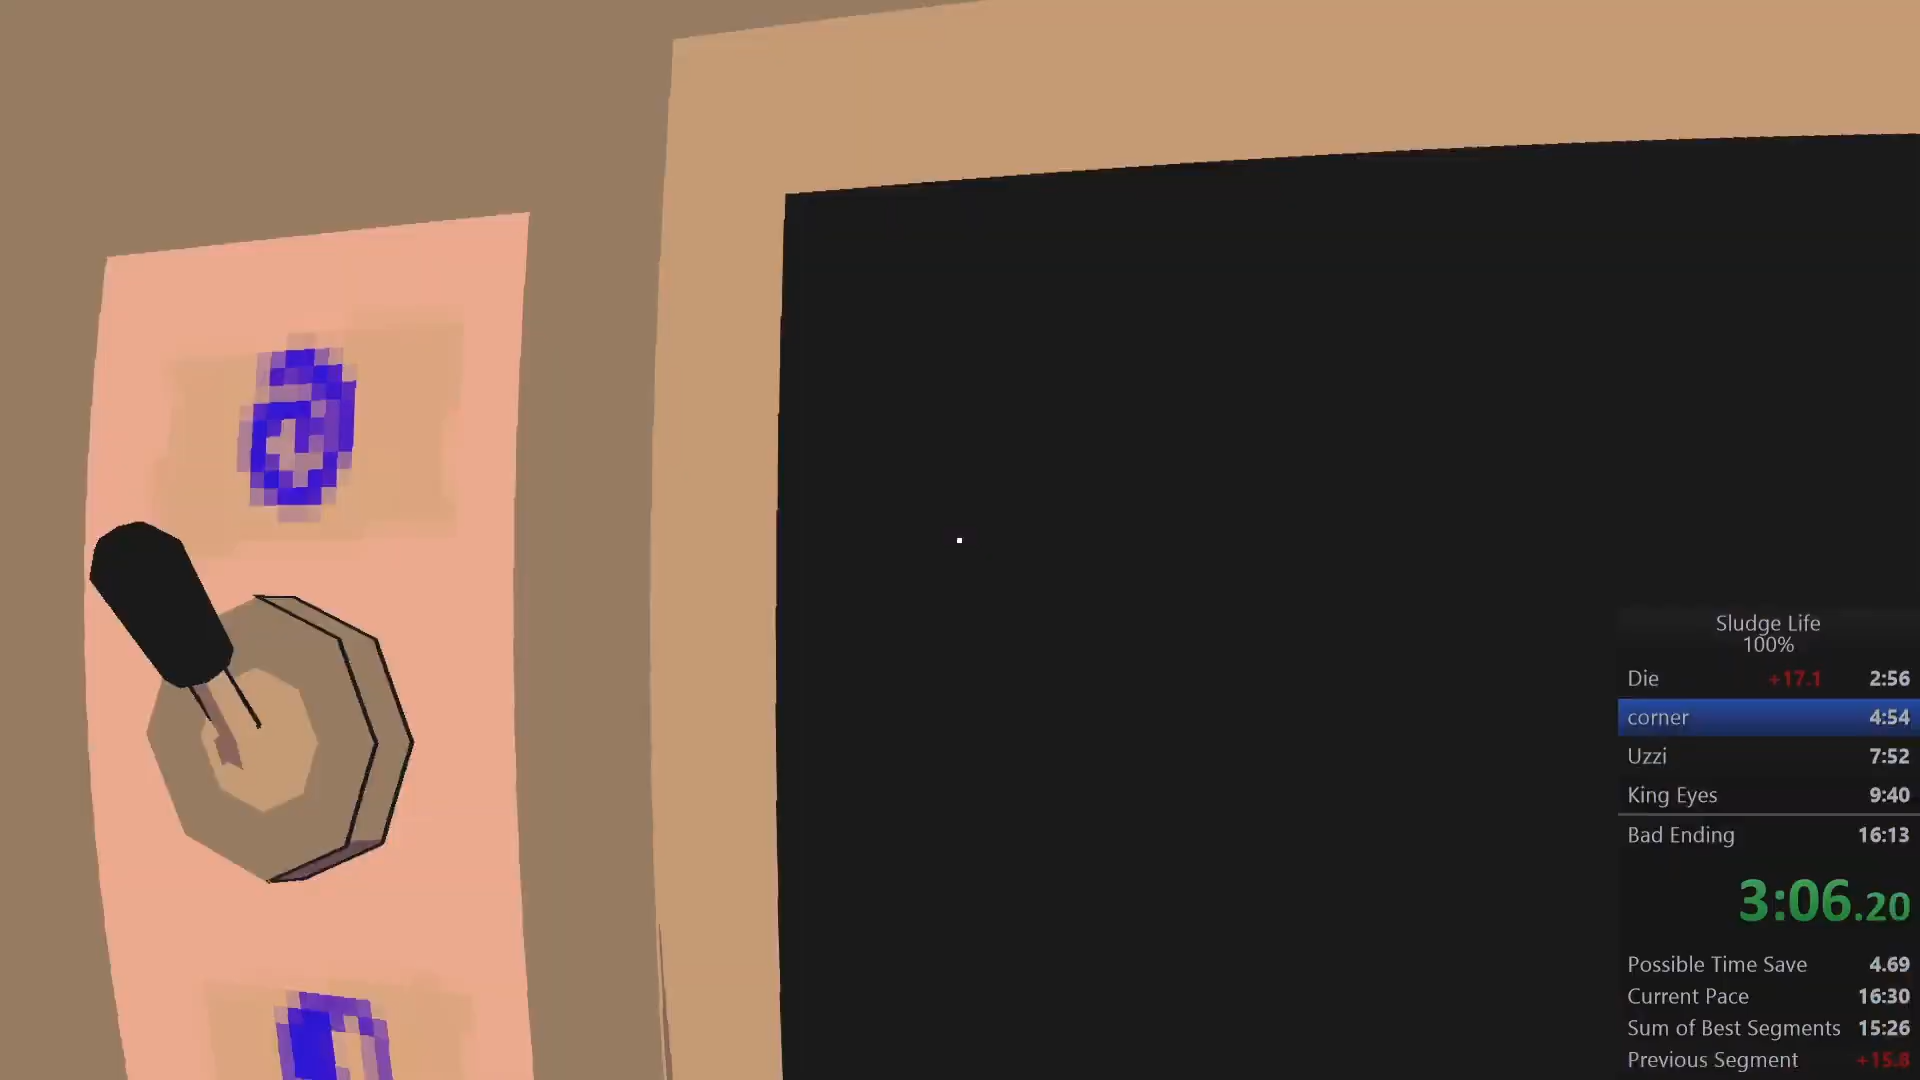 Sludge Life
100%
Die +17.1 2:56
corner 4:54
Uzzi 7:52
King Eyes 9:40
Bad Ending 16:13
3:06.20
Possible Time Save 4.69
Current Pace 16:30
Sum of Best Segments 15:26
Previous Segment +15.8